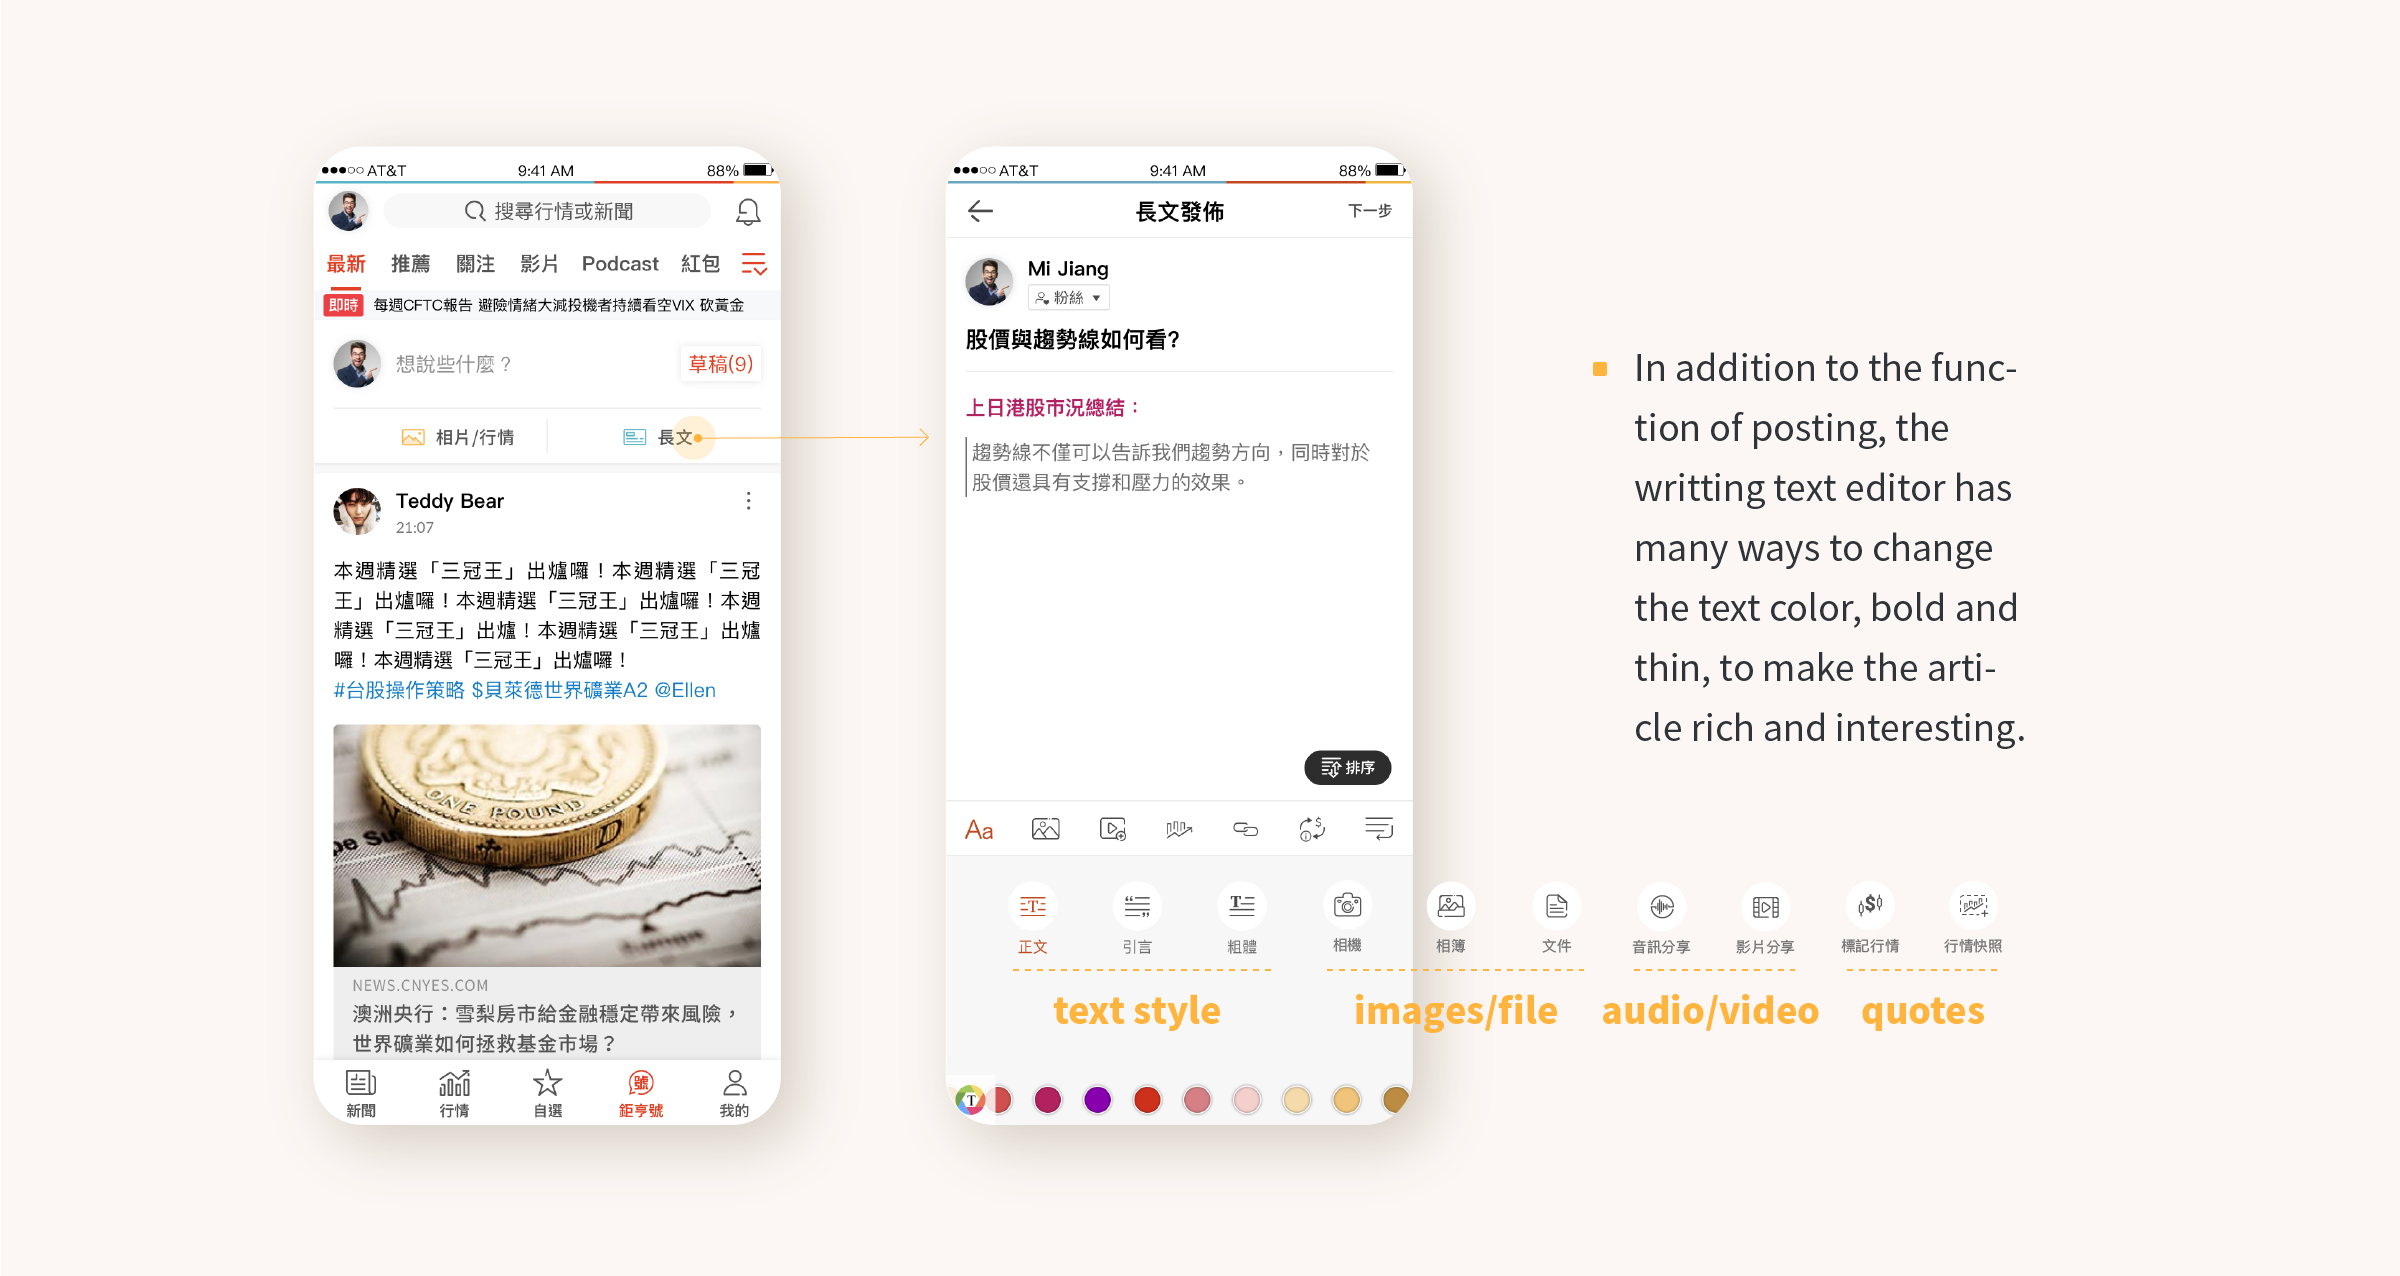 AT&T 9:41 AM 88%
搜尋行情或新聞
最新 推薦 關注 影片 Podcast 紅包
即時 每週CFTC報告 避險情緒大減投機者持續看空VIX 砍黃金
想說些什麼？ 草稿(9)
相片/行情 長文
Teddy Bear
21:07
本週精選「三冠王」出爐囉！本週精選「三冠
王」出爐囉！本週精選「三冠王」出爐囉！本週
精選「三冠王」出爐！本週精選「三冠王」出爐
囉！本週精選「三冠王」出爐囉！
#台股操作策略 $貝萊德世界礦業A2 @Ellen
ONE POUND
NEWS.CNYES.COM
澳洲央行：雪梨房市給金融穩定帶來風險，
世界礦業如何拯救基金市場？
新聞 行情 自選 鉅亨號 我的
號
AT&T 9:41 AM 88%
長文發佈 下一步
Mi Jiang
粉絲
股價與趨勢線如何看?
上日港股市況總結：
趨勢線不僅可以告訴我們趨勢方向，同時對於
股價還具有支撐和壓力的效果。
排序
Aa
正文 引言 粗體 相機 相簿 文件 音訊分享 影片分享 標記行情 行情快照
text style images/file audio/video quotes
T
In addition to the func-
tion of posting, the
writting text editor has
many ways to change
the text color, bold and
thin, to make the arti-
cle rich and interesting.